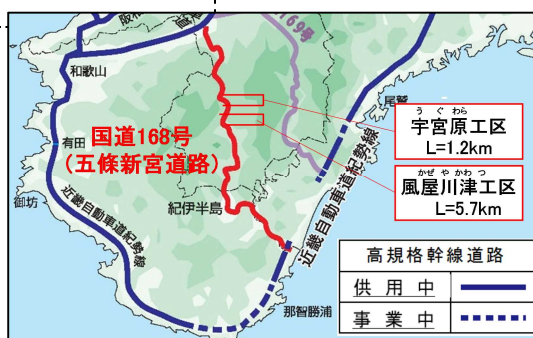 169号
和歌山
尾鷲
うぐわら
宇宮原工区
L=1.2km
国道168号
(五條新宮道路)
有田
かぜやかわつ
風屋川津工区
L=5.7km
御坊
紀伊半島
近畿自動車道紀勢線
近畿自動車道紀勢線
那智勝浦
高規格幹線道路
供用中
事業中